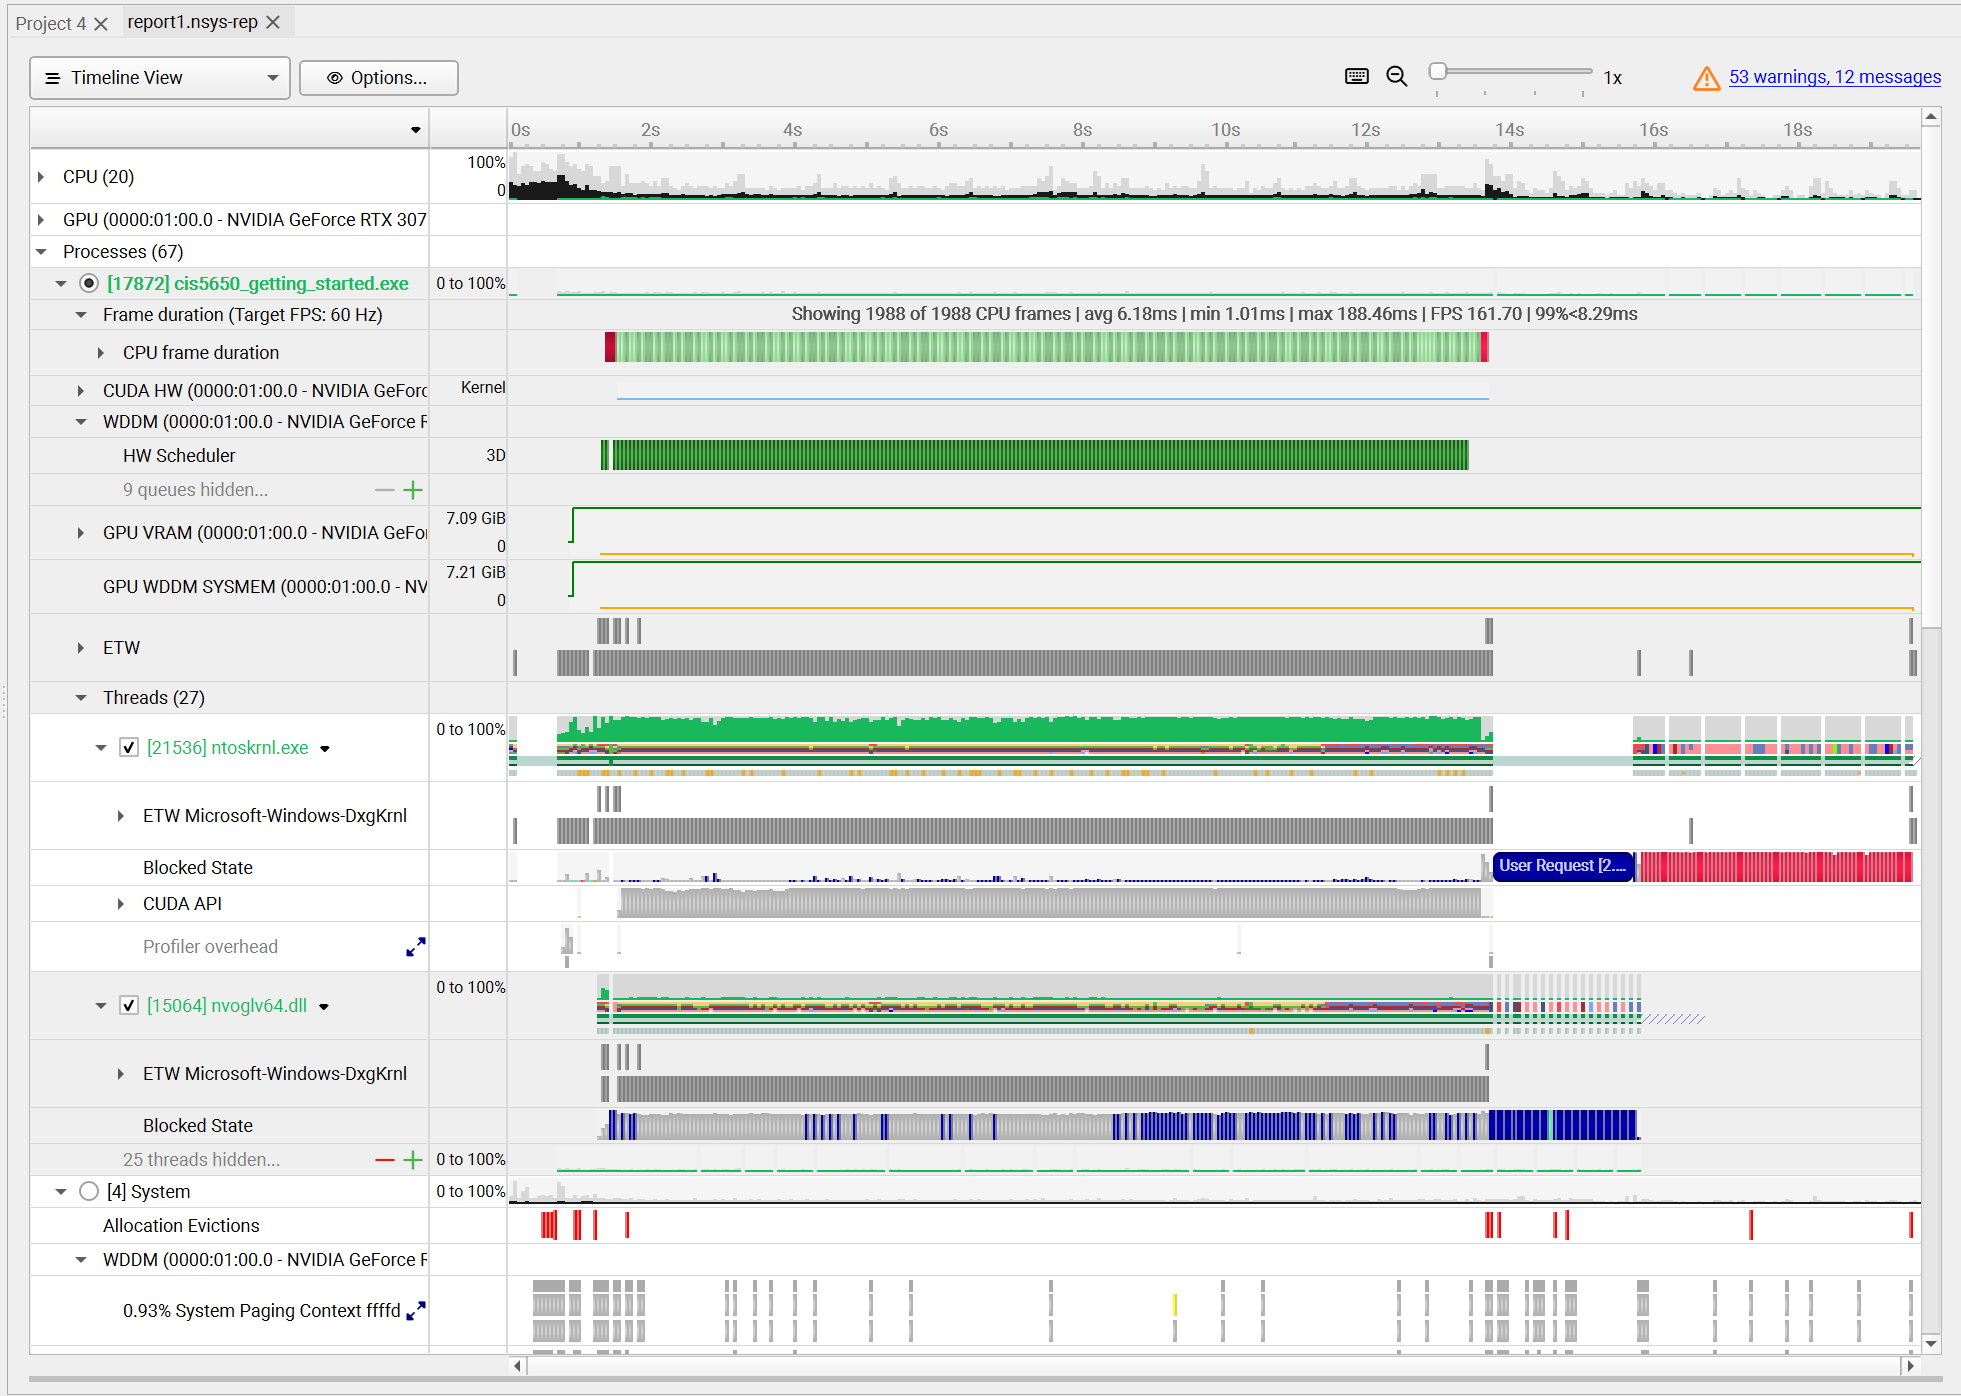 Project 4
report1.nsys-rep
Timeline View
Options...
1x
53 warnings, 12 messages
0s 2s 4s 6s 8s 10s 12s 14s 16s 18s
CPU (20)
100%
0
GPU (0000:01:00.0 - NVIDIA GeForce RTX 307
Processes (67)
[17872] cis5650_getting_started.exe
0 to 100%
Frame duration (Target FPS: 60 Hz)
Showing 1988 of 1988 CPU frames | avg 6.18ms | min 1.01ms | max 188.46ms | FPS 161.70 | 99%<8.29ms
CPU frame duration
CUDA HW (0000:01:00.0 - NVIDIA GeForc
Kernel
WDDM (0000:01:00.0 - NVIDIA GeForce R
HW Scheduler
3D
9 queues hidden...
GPU VRAM (0000:01:00.0 - NVIDIA GeFor
7.09 GiB
0
GPU WDDM SYSMEM (0000:01:00.0 - NV
7.21 GiB
0
ETW
Threads (27)
[21536] ntoskrnl.exe
0 to 100%
ETW Microsoft-Windows-DxgKrnl
Blocked State
User Request [2....
CUDA API
Profiler overhead
[15064] nvoglv64.dll
0 to 100%
ETW Microsoft-Windows-DxgKrnl
Blocked State
25 threads hidden...
0 to 100%
[4] System
0 to 100%
Allocation Evictions
WDDM (0000:01:00.0 - NVIDIA GeForce R
0.93% System Paging Context ffffd